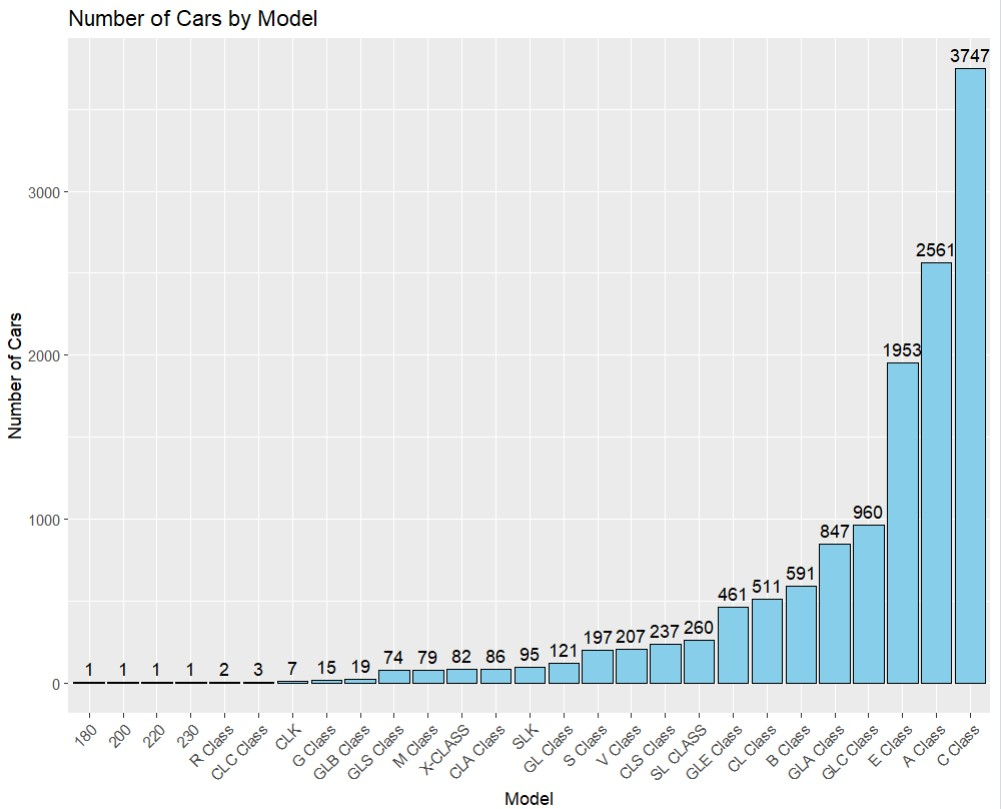 Number of Cars by Model
Number of Cars
3000
2000
1000
0
1
1
1
1
2
3
7
15
19
74
79
82
86
95
121
197
207
237
260
461
511
591
847
960
1953
2561
3747
180
200
220
230
R Class
CLC Class
CLK
G Class
GLB Class
GLS Class
M Class
X-CLASS
CLA Class
SLK
GL Class
S Class
V Class
CLS Class
SL CLASS
GLE Class
CL Class
B Class
GLA Class
GLC Class
E Class
A Class
C Class
Model